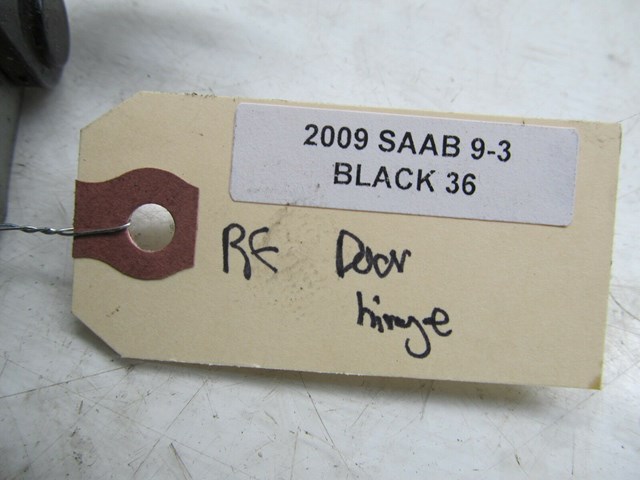 2009 SAAB 9-3
BLACK 36
RF Door
hinge